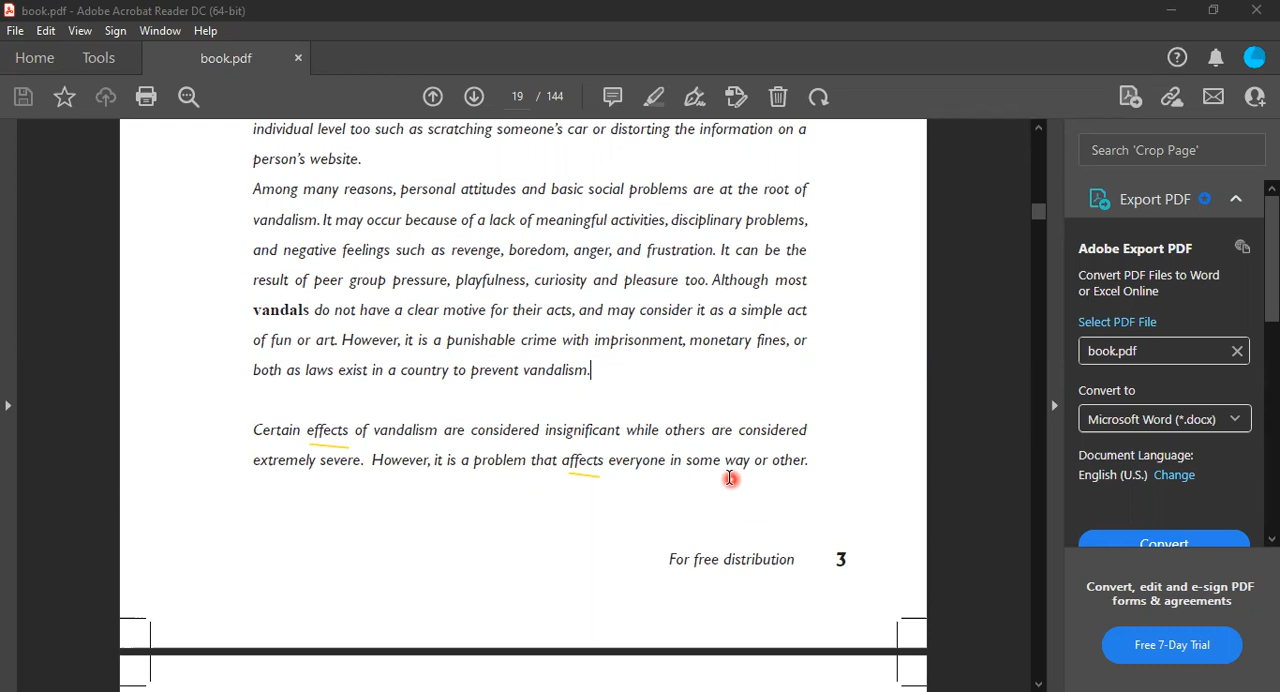 book.pdf - Adobe Acrobat Reader DC (64-bit)
File Edit View Sign Window Help
Home Tools book.pdf
19 / 144
individual level too such as scratching someone's car or distorting the information on a
person's website.
Among many reasons, personal attitudes and basic social problems are at the root of
vandalism. It may occur because of a lack of meaningful activities, disciplinary problems,
and negative feelings such as revenge, boredom, anger, and frustration. It can be the
result of peer group pressure, playfulness, curiosity and pleasure too. Although most
vandals do not have a clear motive for their acts, and may consider it as a simple act
of fun or art. However, it is a punishable crime with imprisonment, monetary fines, or
both as laws exist in a country to prevent vandalism.
Certain effects of vandalism are considered insignificant while others are considered
extremely severe. However, it is a problem that affects everyone in some way or other.
For free distribution 3
Search 'Crop Page'
Export PDF
Adobe Export PDF
Convert PDF Files to Word
or Excel Online
Select PDF File
book.pdf
Convert to
Microsoft Word (*.docx)
Document Language:
English (U.S.) Change
Convert
Convert, edit and e-sign PDF
forms & agreements
Free 7-Day Trial